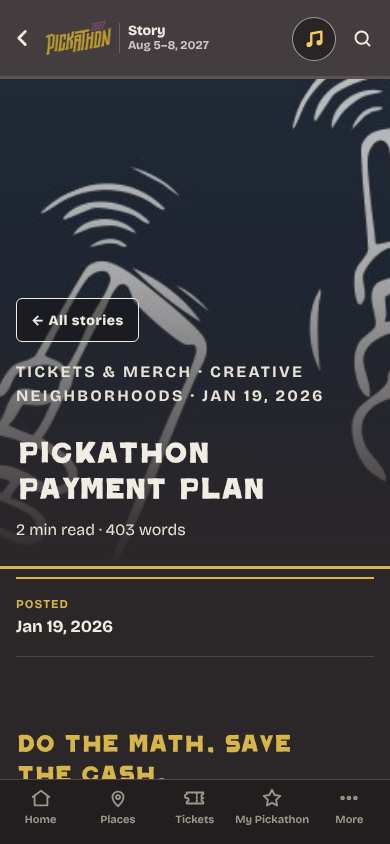 PICKATHON
Story
Aug 5–8, 2027
← All stories
TICKETS & MERCH · CREATIVE
NEIGHBORHOODS · JAN 19, 2026
PICKATHON
PAYMENT PLAN
2 min read · 403 words
POSTED
Jan 19, 2026
DO THE MATH. SAVE
THE CASH.
Home
Places
Tickets
My Pickathon
More